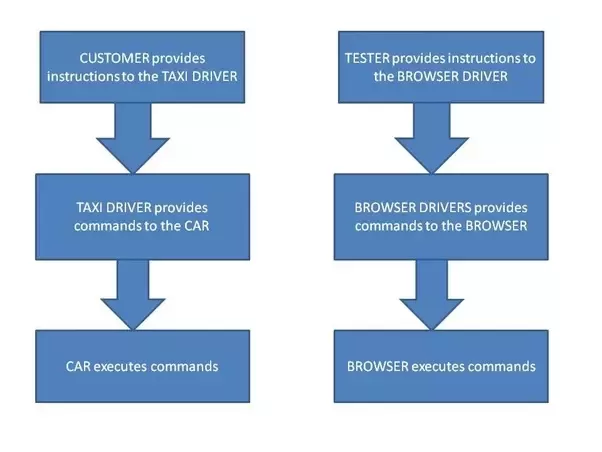 CUSTOMER provides
instructions to the TAXI DRIVER
TAXI DRIVER provides
commands to the CAR
CAR executes commands
TESTER provides instructions to
the BROWSER DRIVER
BROWSER DRIVERS provides
commands to the BROWSER
BROWSER executes commands